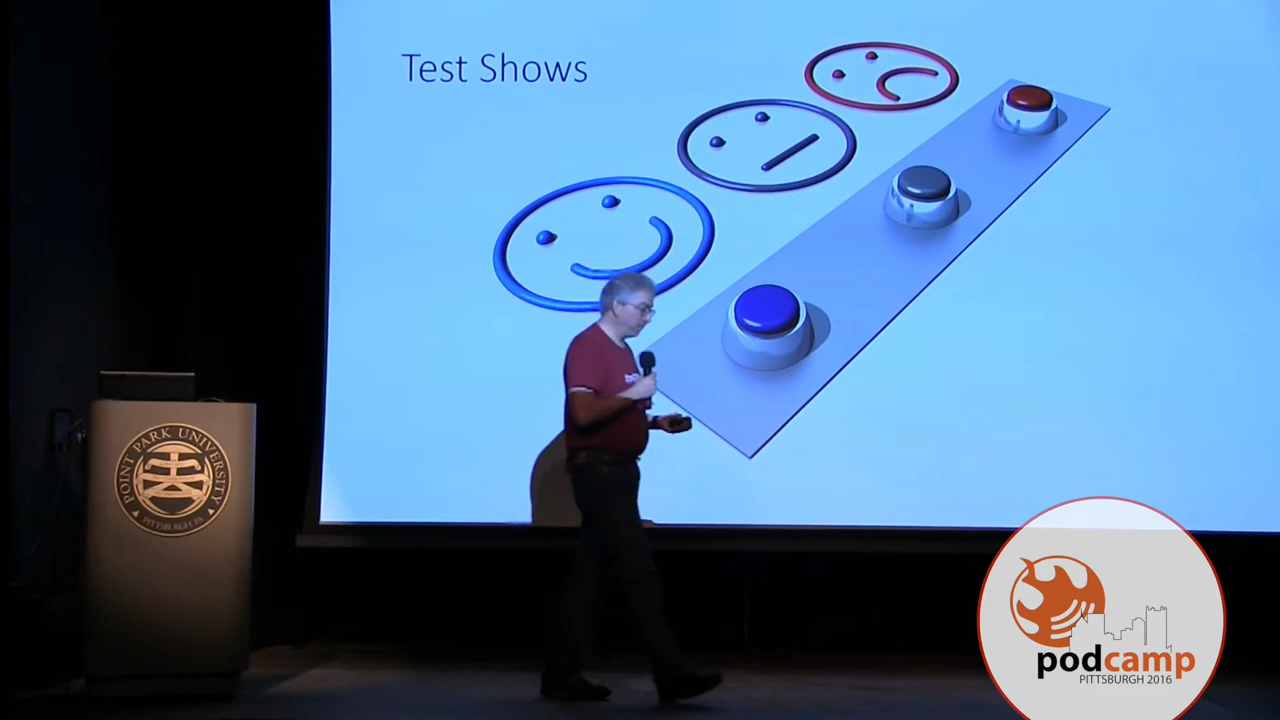 Test Shows
POINT PARK UNIVERSITY
PITTSBURGH, PA
podcamp
PITTSBURGH 2016